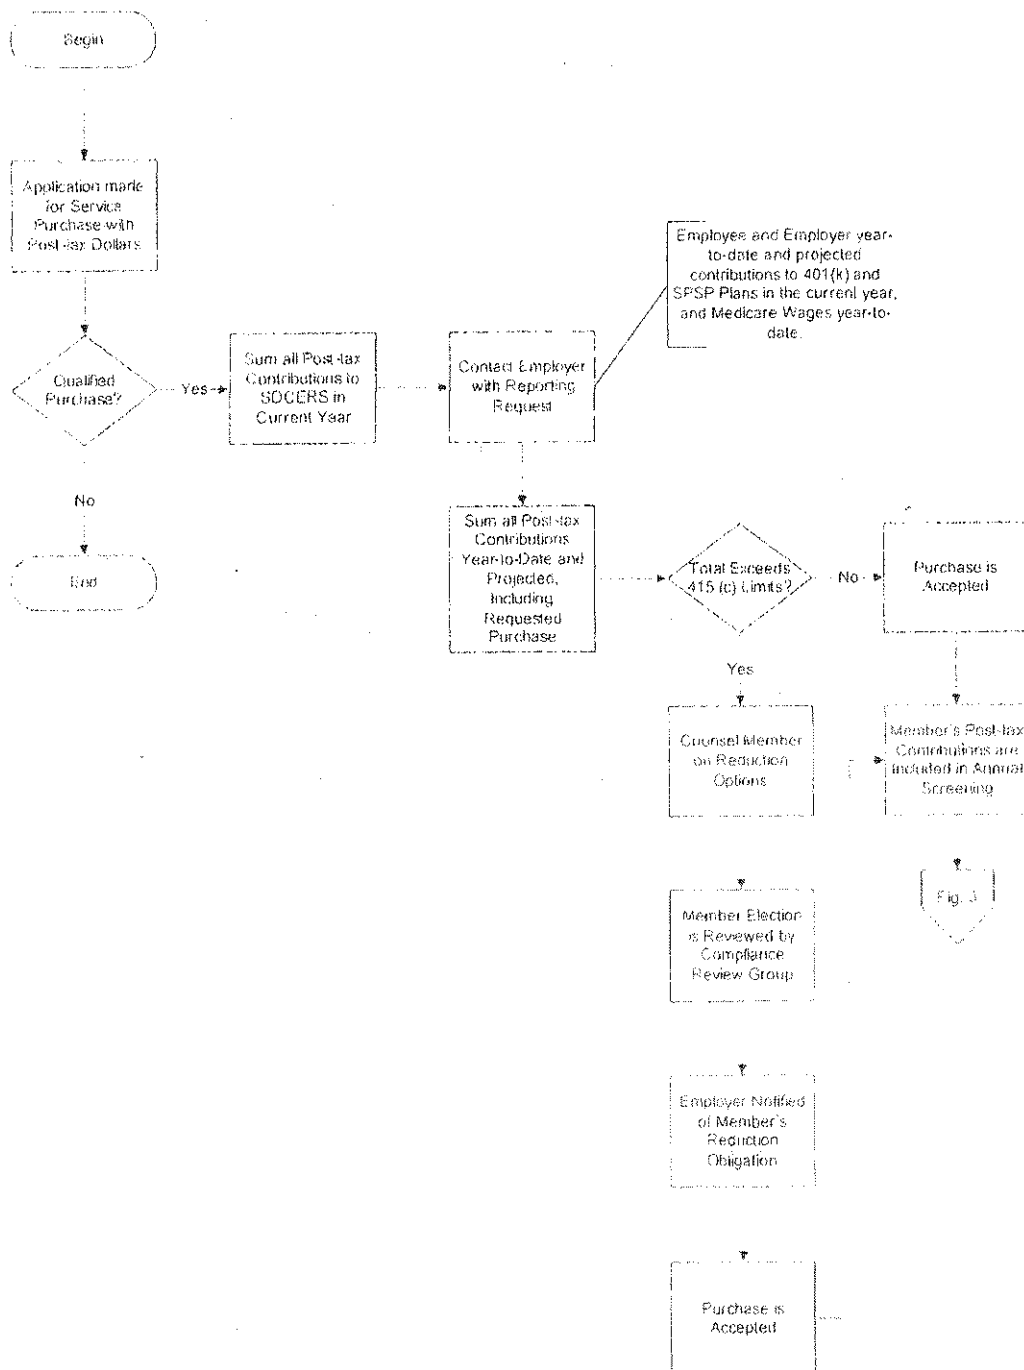 Begin
Application made
for Service
Purchase with
Post-tax Dollars
Qualified
Purchase?
Yes
No
End
Sum all Post-tax
Contributions to
SDCERS in
Current Year
Contact Employer
with Reporting
Request
Employee and Employer year-
to-date and projected
contributions to 401(k) and
SPSP Plans in the current year,
and Medicare Wages year-to-
date.
Sum all Post-tax
Contributions
Year-to-Date and
Projected,
Including
Requested
Purchase
Total Exceeds
415 (c) Limits?
No
Purchase is
Accepted
Yes
Counsel Member
on Reduction
Options
Member's Post-tax
Contributions are
Included in Annual
Screening
Fig. 3
Member Election
is Reviewed by
Compliance
Review Group
Employer Notified
of Member's
Reduction
Obligation
Purchase is
Accepted